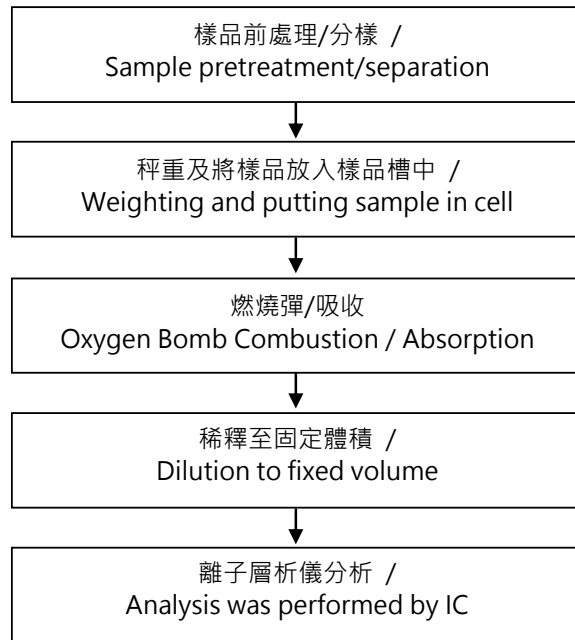 樣品前處理/分樣 /
Sample pretreatment/separation
秤重及將樣品放入樣品槽中 /
Weighting and putting sample in cell
燃燒彈/吸收
Oxygen Bomb Combustion / Absorption
稀釋至固定體積 /
Dilution to fixed volume
離子層析儀分析 /
Analysis was performed by IC